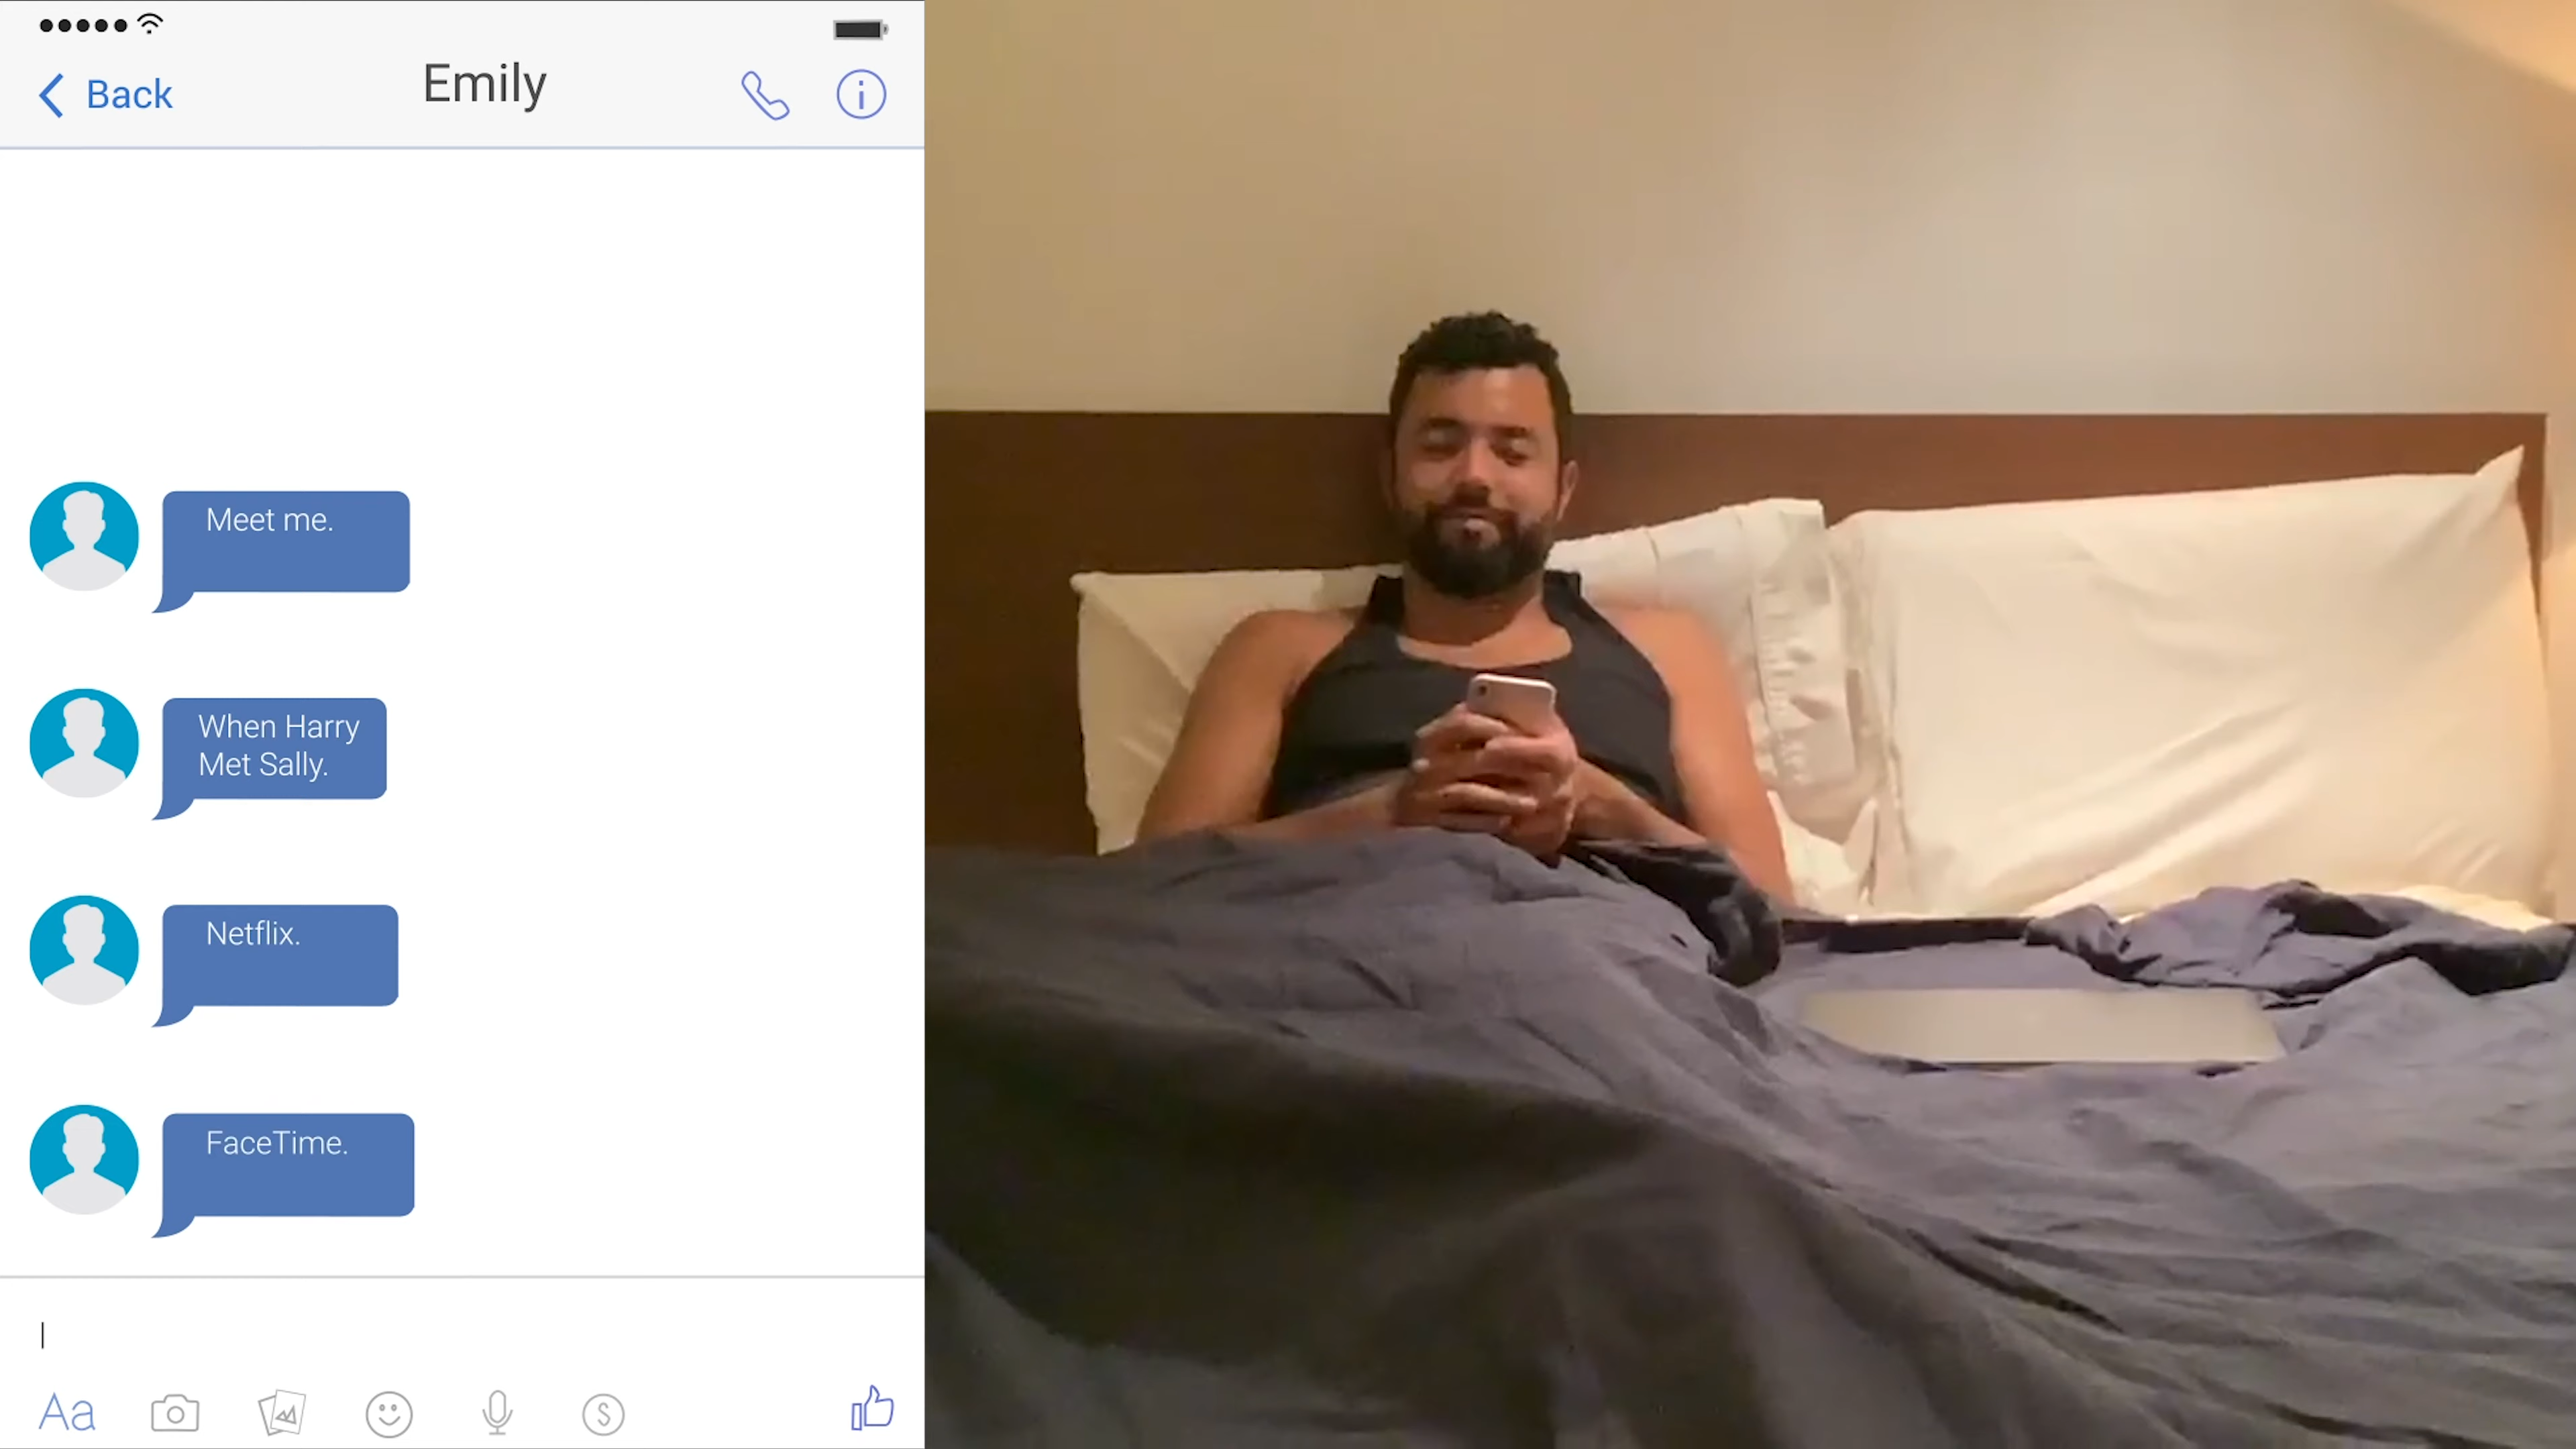 Back
Emily
Meet me.
When Harry
Met Sally.
Netflix.
FaceTime.
Aa